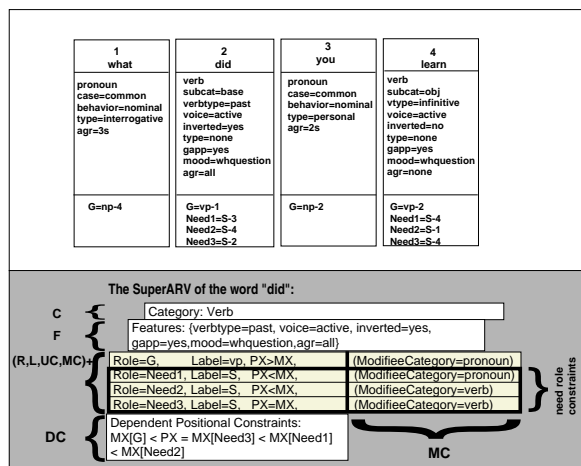 1
what
pronoun
case=common
behavior=nominal
type=interrogative
agr=3s
G=np-4
2
did
verb
subcat=base
verbtype=past
voice=active
inverted=yes
type=none
gapp=yes
mood=whquestion
agr=all
G=vp-1
Need1=S-3
Need2=S-4
Need3=S-2
3
you
pronoun
case=common
behavior=nominal
type=personal
agr=2s
G=np-2
4
learn
verb
subcat=obj
vtype=infinitive
voice=active
inverted=no
type=none
gapp=yes
mood=whquestion
agr=none
G=vp-2
Need1=S-4
Need2=S-1
Need3=S-4
The SuperARV of the word "did":
C
Category: Verb
F
Features: {verbtype=past, voice=active, inverted=yes,
gapp=yes,mood=whquestion,agr=all}
(R,L,UC,MC)+
Role=G, Label=vp, PX>MX, (ModifieeCategory=pronoun)
Role=Need1, Label=S, PX<MX, (ModifieeCategory=pronoun)
Role=Need2, Label=S, PX<MX, (ModifieeCategory=verb)
Role=Need3, Label=S, PX=MX, (ModifieeCategory=verb)
need role
constraints
DC
Dependent Positional Constraints:
MX[G] < PX = MX[Need3] < MX[Need1]
< MX[Need2]
MC